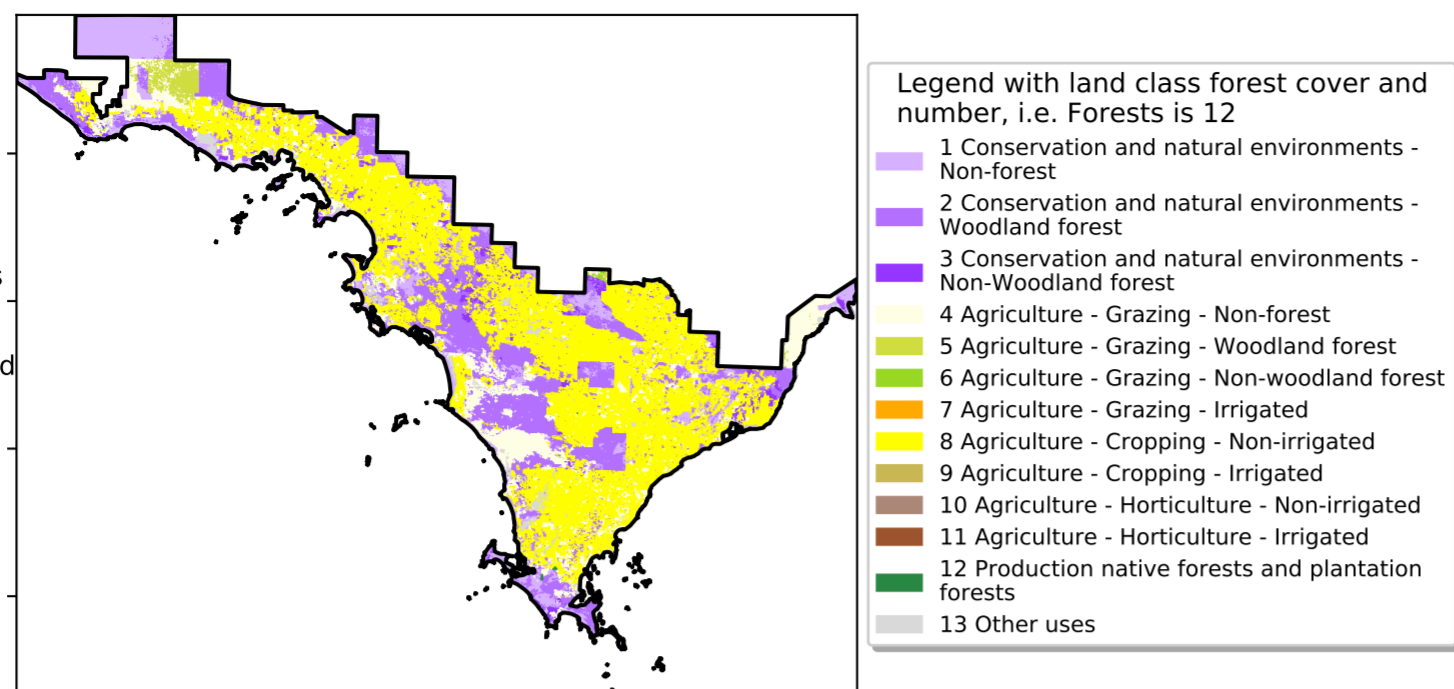 Legend with land class forest cover and
number, i.e. Forests is 12
1 Conservation and natural environments -
Non-forest
2 Conservation and natural environments -
Woodland forest
3 Conservation and natural environments -
Non-Woodland forest
4 Agriculture - Grazing - Non-forest
5 Agriculture - Grazing - Woodland forest
6 Agriculture - Grazing - Non-woodland forest
7 Agriculture - Grazing - Irrigated
8 Agriculture - Cropping - Non-irrigated
9 Agriculture - Cropping - Irrigated
10 Agriculture - Horticulture - Non-irrigated
11 Agriculture - Horticulture - Irrigated
12 Production native forests and plantation
forests
13 Other uses